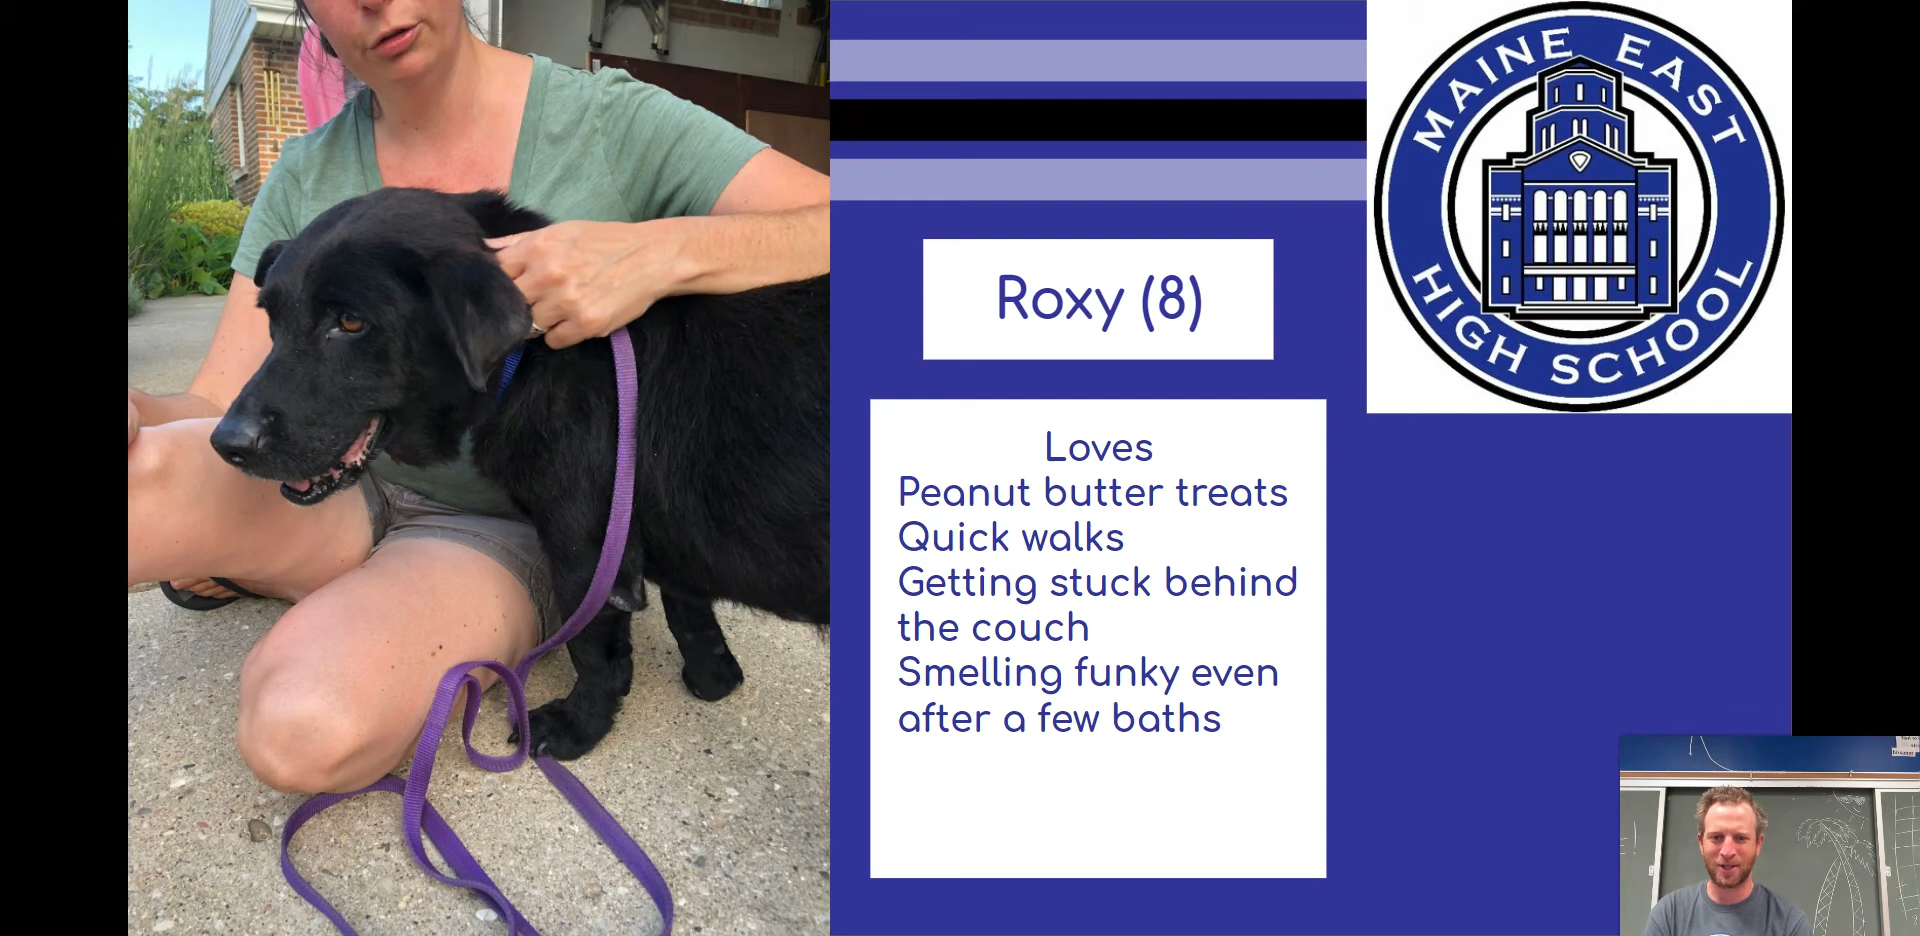 MAINE EAST
HIGH SCHOOL
Roxy (8)
Loves
Peanut butter treats
Quick walks
Getting stuck behind
the couch
Smelling funky even
after a few baths